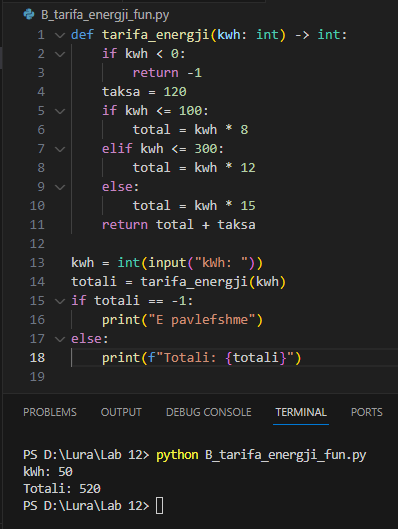 B_tarifa_energji_fun.py
1 def tarifa_energji(kwh: int) -> int:
2     if kwh < 0:
3         return -1
4     taksa = 120
5     if kwh <= 100:
6         total = kwh * 8
7     elif kwh <= 300:
8         total = kwh * 12
9     else:
10         total = kwh * 15
11     return total + taksa
12
13 kwh = int(input("kWh: "))
14 totali = tarifa_energji(kwh)
15 if totali == -1:
16     print("E pavlefshme")
17 else:
18     print(f"Totali: {totali}")
19
PROBLEMS OUTPUT DEBUG CONSOLE TERMINAL PORTS
PS D:\Lura\Lab 12> python B_tarifa_energji_fun.py
kWh: 50
Totali: 520
PS D:\Lura\Lab 12>